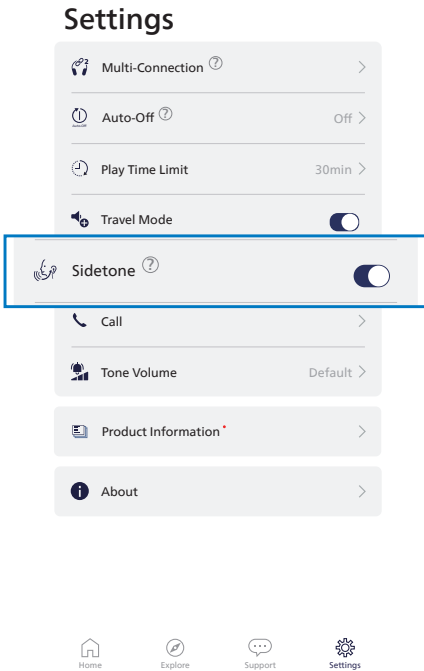 Settings
Multi-Connection ?
Auto-Off ? Off
Play Time Limit 30min
Travel Mode
Sidetone ?
Call
Tone Volume Default
Product Information
About
Home Explore Support Settings